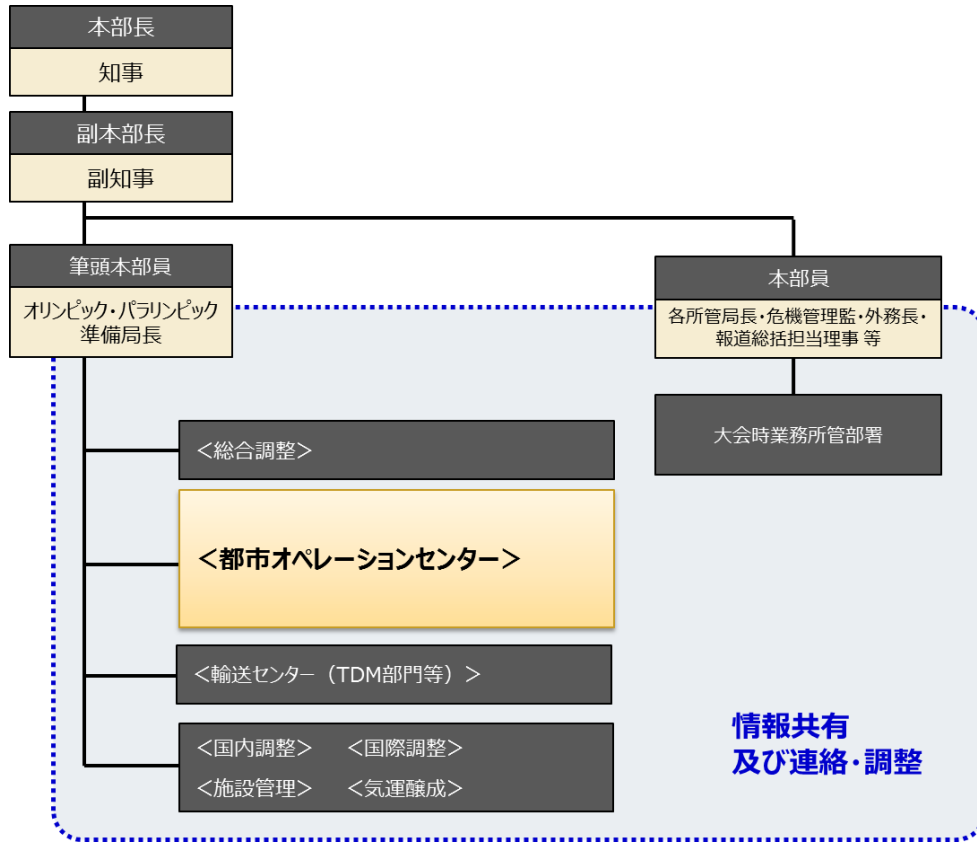 本部長
知事
副本部長
副知事
筆頭本部員
オリンピック・パラリンピック
準備局長
本部員
各所管局長・危機管理監・外務長・
報道総括担当理事 等
大会時業務所管部署
＜総合調整＞
＜都市オペレーションセンター＞
＜輸送センター（TDM部門等）＞
＜国内調整＞ ＜国際調整＞
＜施設管理＞ ＜気運醸成＞
情報共有
及び連絡・調整